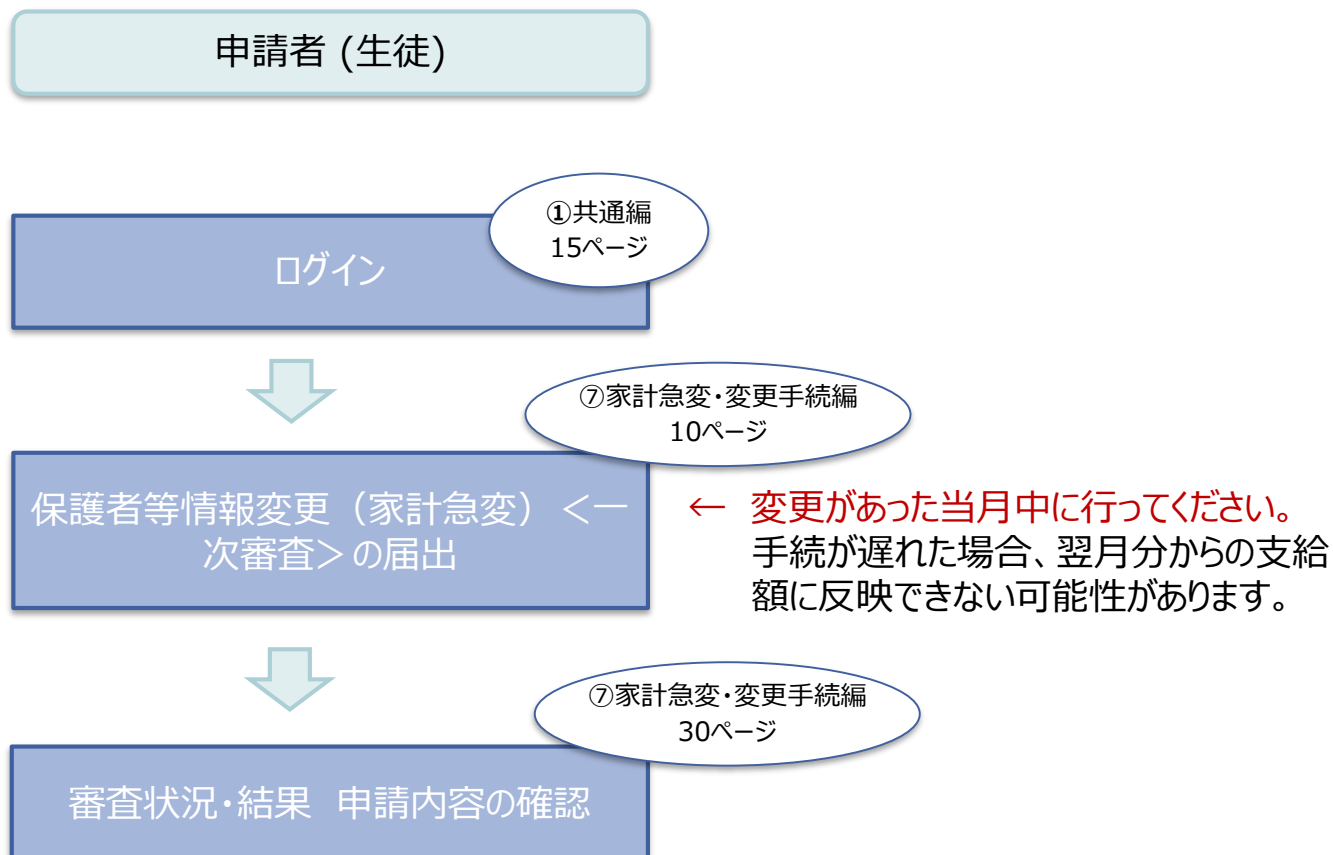 申請者 (生徒)
①共通編
15ページ
ログイン
⑦家計急変・変更手続編
10ページ
保護者等情報変更（家計急変）＜一
次審査＞の届出
← 変更があった当月中に行ってください。
手続が遅れた場合、翌月分からの支給
額に反映できない可能性があります。
⑦家計急変・変更手続編
30ページ
審査状況・結果　申請内容の確認